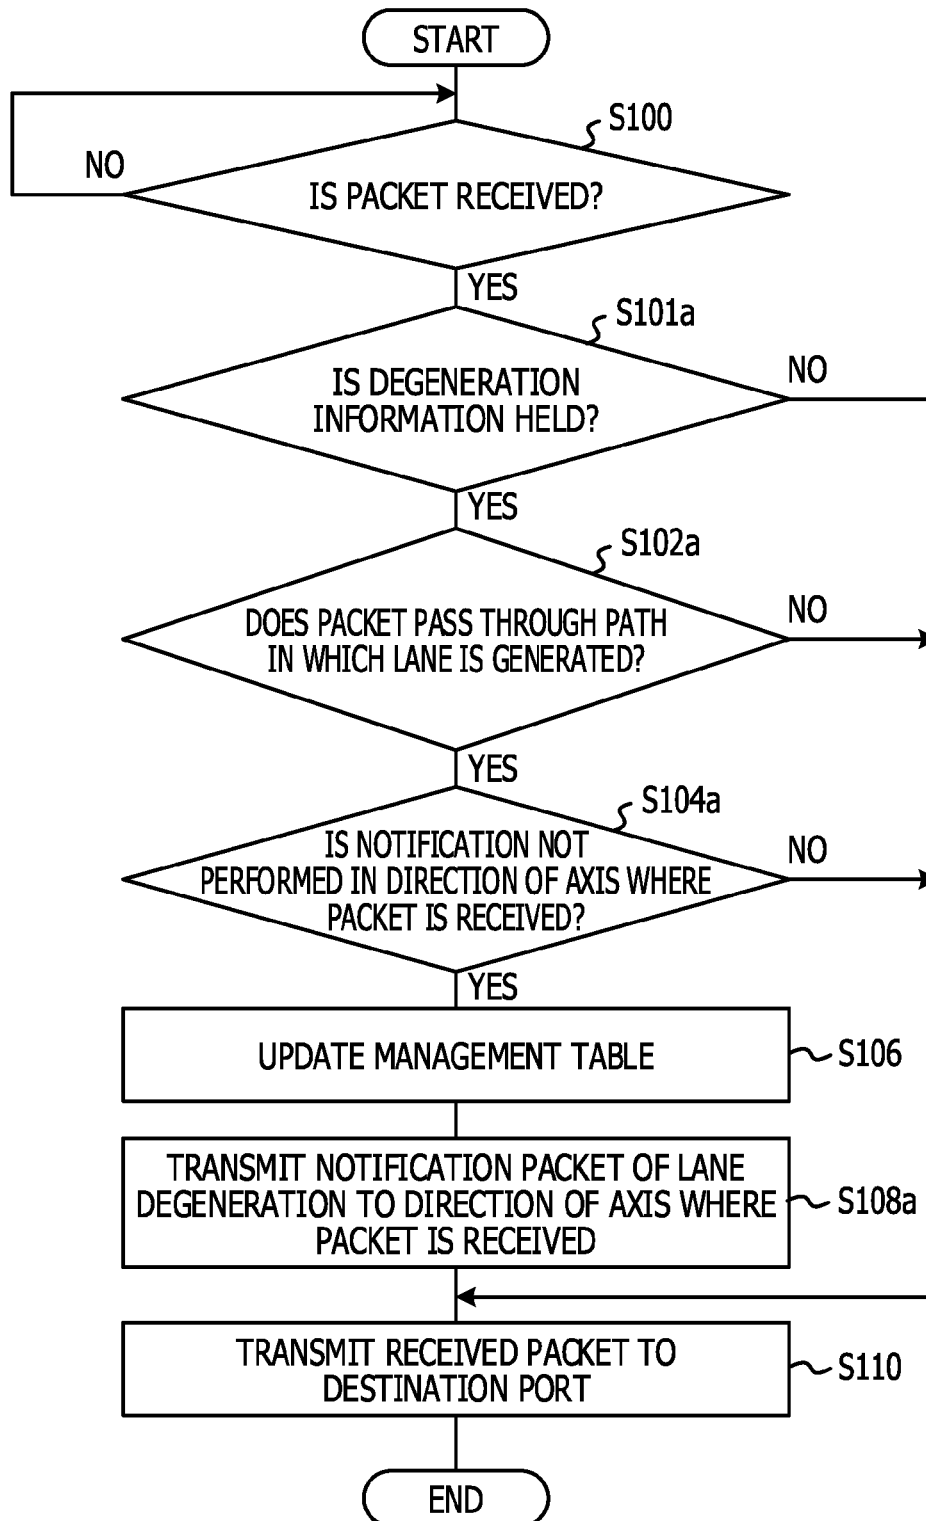 START
S100
NO
IS PACKET RECEIVED?
YES
S101a
NO
IS DEGENERATION
INFORMATION HELD?
YES
S102a
NO
DOES PACKET PASS THROUGH PATH
IN WHICH LANE IS GENERATED?
YES
S104a
NO
IS NOTIFICATION NOT
PERFORMED IN DIRECTION OF AXIS WHERE
PACKET IS RECEIVED?
YES
UPDATE MANAGEMENT TABLE
S106
TRANSMIT NOTIFICATION PACKET OF LANE
DEGENERATION TO DIRECTION OF AXIS WHERE
PACKET IS RECEIVED
S108a
TRANSMIT RECEIVED PACKET TO
DESTINATION PORT
S110
END